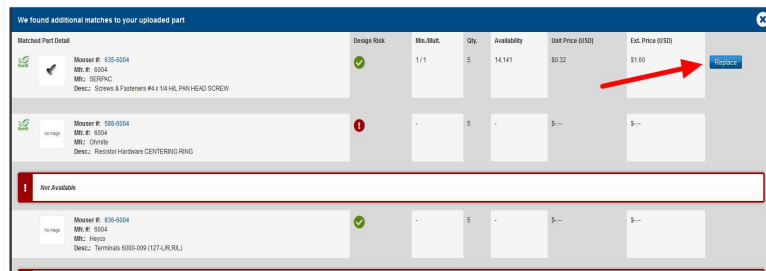 We found additional matches to your uploaded part
Matched Part Detail Design Risk Min./Mult. Qty. Availability Unit Price (USD) Ext. Price (USD)
RoHS Mouser #: 635-6004 1 / 1 5 14,141 $0.32 $1.60 Replace
Mfr. #: 6004
Mfr.: SERPAC
Desc.: Screws & Fasteners #4 x 1/4 H/L PAN HEAD SCREW
RoHS No Image Mouser #: 588-6004 - 5 - $-.-- $-.--
Mfr. #: 6004
Mfr.: Ohmite
Desc.: Resistor Hardware CENTERING RING
! Not Available
No Image Mouser #: 836-6004 - 5 - $-.-- $-.--
Mfr. #: 6004
Mfr.: Heyco
Desc.: Terminals 6000-009 (127-L/R,R/L)